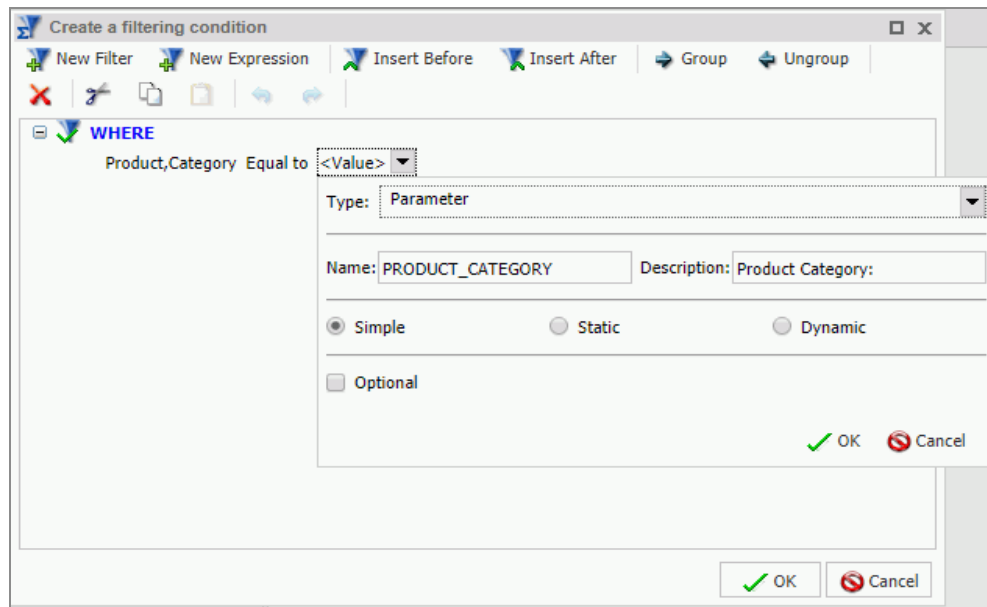 Create a filtering condition
New Filter New Expression Insert Before Insert After Group Ungroup
WHERE
Product,Category Equal to <Value>
Type: Parameter
Name: PRODUCT_CATEGORY Description: Product Category:
Simple Static Dynamic
Optional
OK Cancel
OK Cancel